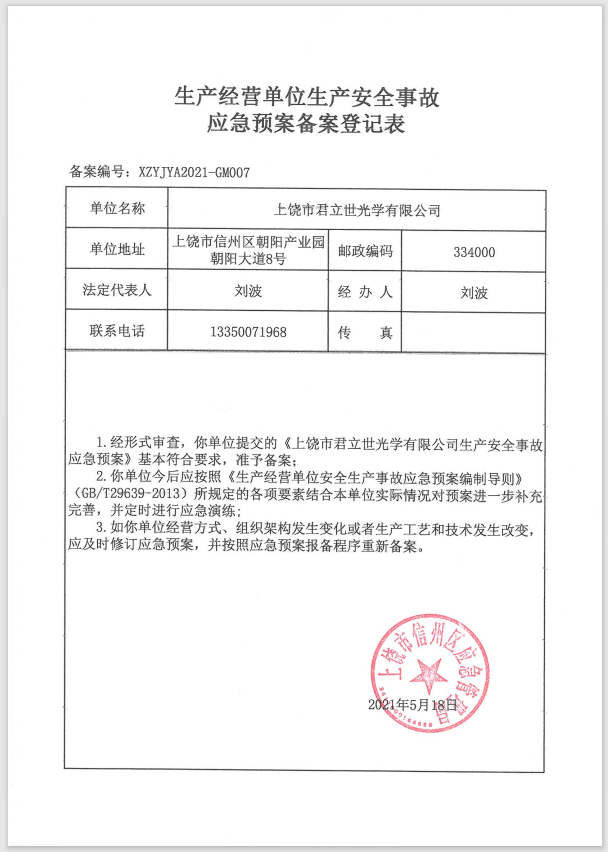 生产经营单位生产安全事故
应急预案备案登记表
备案编号：XZYJYA2021-GM007
单位名称 上饶市君立世光学有限公司
单位地址 上饶市信州区朝阳产业园 邮政编码 334000
朝阳大道8号
法定代表人 刘波 经办人 刘波
联系电话 13350071968 传 真
1.经形式审查，你单位提交的《上饶市君立世光学有限公司生产安全事故
应急预案》基本符合要求，准予备案；
2.你单位今后应按照《生产经营单位安全生产事故应急预案编制导则》
（GB/T29639-2013）所规定的各项要素结合本单位实际情况对预案进一步补充
完善，并定时进行应急演练；
3.如你单位经营方式、组织架构发生变化或者生产工艺和技术发生改变，
应及时修订应急预案，并按照应急预案报备程序重新备案。
上饶市信州区应急管理局
2021年5月18日